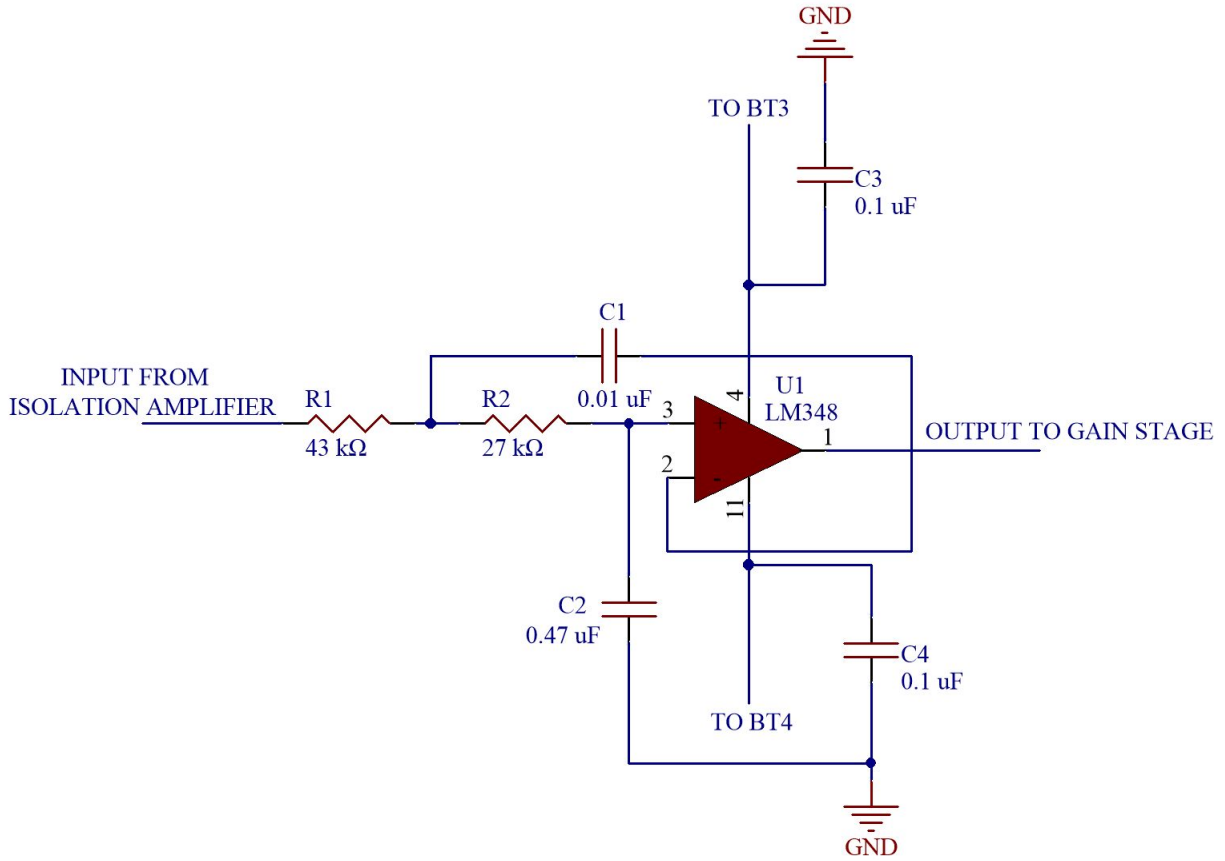 GND
TO BT3
C3
0.1 uF
C1
0.01 uF
INPUT FROM
ISOLATION AMPLIFIER
R1
43 kΩ
R2
27 kΩ
3
+
4
U1
LM348
1
OUTPUT TO GAIN STAGE
2
-
11
C2
0.47 uF
C4
0.1 uF
TO BT4
GND